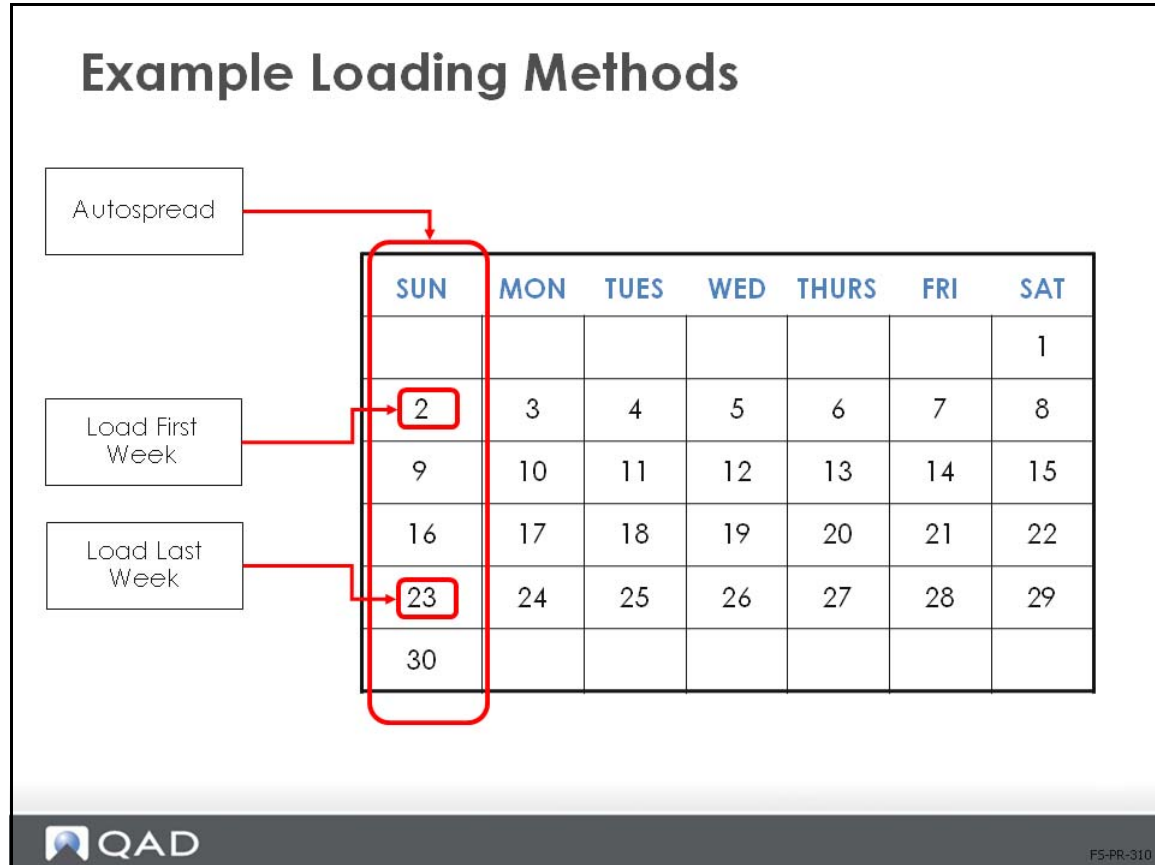 Example Loading Methods
Autospread
SUN MON TUES WED THURS FRI SAT
1
Load First
Week
2 3 4 5 6 7 8
9 10 11 12 13 14 15
Load Last
Week
16 17 18 19 20 21 22
23 24 25 26 27 28 29
30
QAD
FS-PR-310